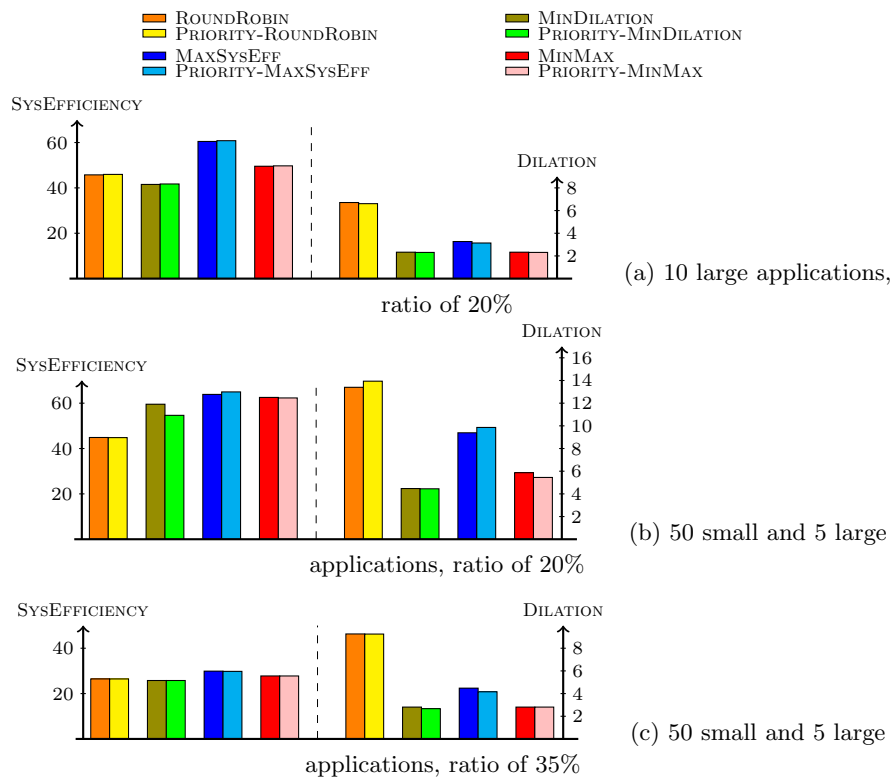 ROUNDROBIN
PRIORITY-ROUNDROBIN
MAXSYSEFF
PRIORITY-MAXSYSEFF
MINDILATION
PRIORITY-MINDILATION
MINMAX
PRIORITY-MINMAX
SYSEFFICIENCY
60
40
20
DILATION
8
6
4
2
(a) 10 large applications,
ratio of 20%
SYSEFFICIENCY
60
40
20
DILATION
16
14
12
10
8
6
4
2
(b) 50 small and 5 large
applications, ratio of 20%
SYSEFFICIENCY
40
20
DILATION
8
6
4
2
(c) 50 small and 5 large
applications, ratio of 35%